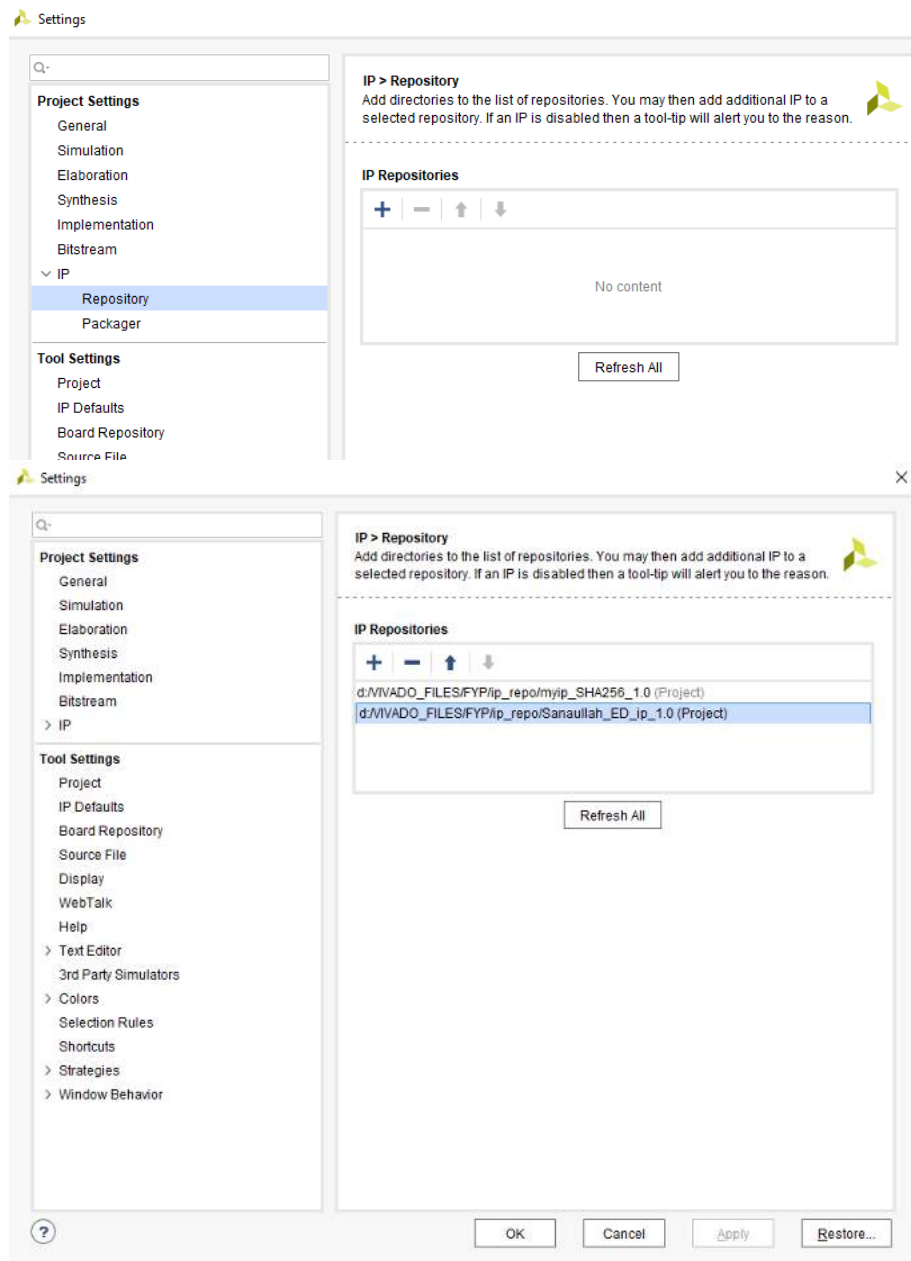 Settings
Project Settings
General
Simulation
Elaboration
Synthesis
Implementation
Bitstream
IP
Repository
Packager
Tool Settings
Project
IP Defaults
Board Repository
Source File
IP > Repository
Add directories to the list of repositories. You may then add additional IP to a
selected repository. If an IP is disabled then a tool-tip will alert you to the reason.
IP Repositories
No content
Refresh All
Settings
Project Settings
General
Simulation
Elaboration
Synthesis
Implementation
Bitstream
IP
Tool Settings
Project
IP Defaults
Board Repository
Source File
Display
WebTalk
Help
Text Editor
3rd Party Simulators
Colors
Selection Rules
Shortcuts
Strategies
Window Behavior
IP > Repository
Add directories to the list of repositories. You may then add additional IP to a
selected repository. If an IP is disabled then a tool-tip will alert you to the reason.
IP Repositories
d:/VIVADO_FILES/FYP/ip_repo/myip_SHA256_1.0 (Project)
d:/VIVADO_FILES/FYP/ip_repo/Sanaullah_ED_ip_1.0 (Project)
Refresh All
?
OK
Cancel
Apply
Restore...